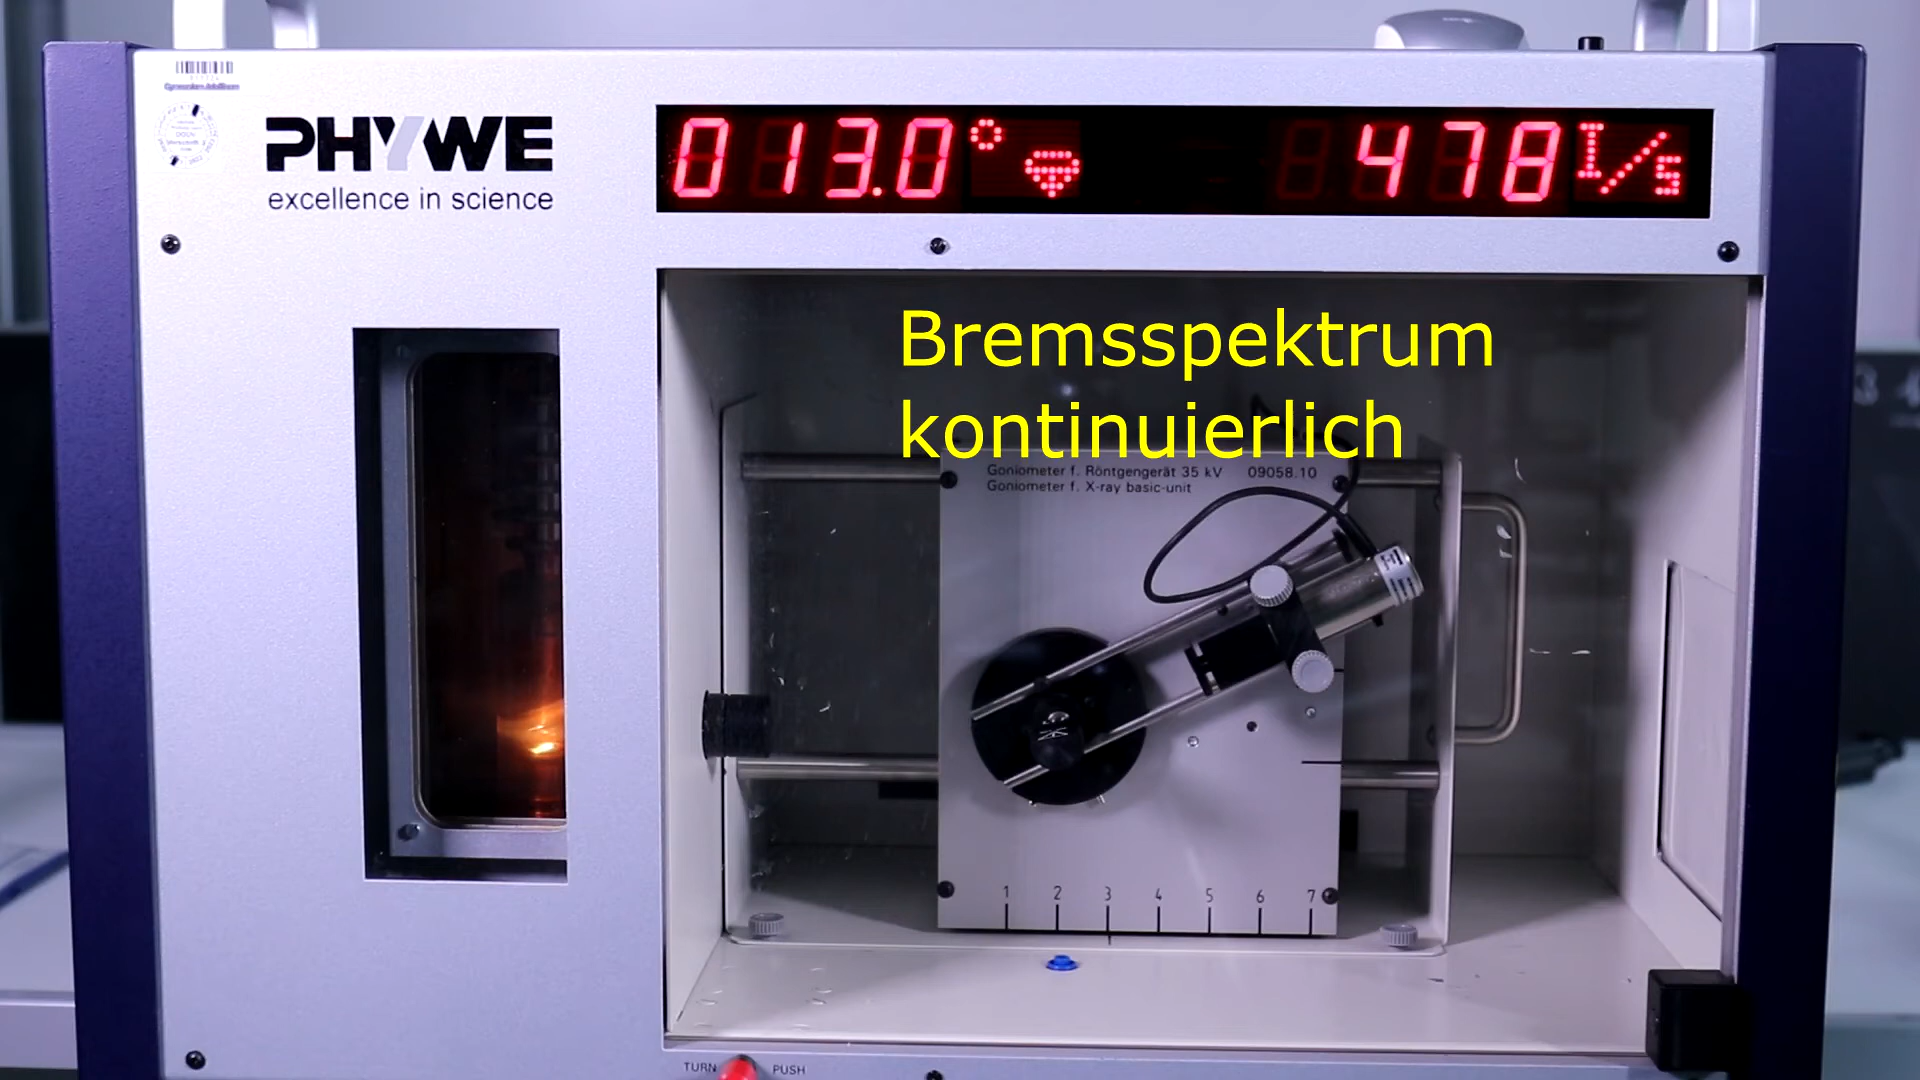 PHYWE
excellence in science
013.0°
478 I/s
Bremsspektrum
kontinuierlich
Goniometer f. Röntgengerät 35 kV 09058.10
Goniometer f. X-ray basic-unit
1 2 3 4 5 6 7
TURN PUSH